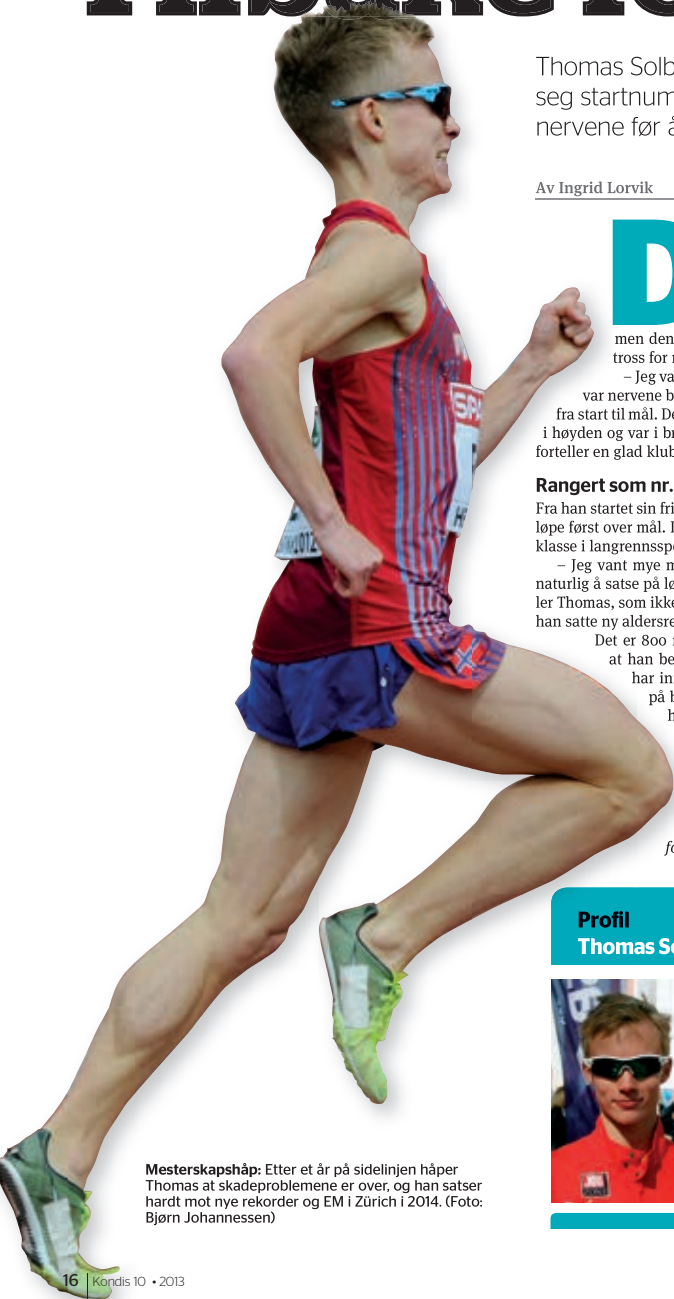 Thomas Solb
seg startnum
nervene før å
Av Ingrid Lorvik
D
men den
tross for
– Jeg va
var nervene b
fra start til mål. De
i høyden og var i br
forteller en glad klub
Rangert som nr.
Fra han startet sin fri
løpe først over mål. I
klasse i langrennsspo
– Jeg vant mye m
naturlig å satse på lø
ler Thomas, som ikke
han satte ny aldersre
Det er 800
at han be
har in
på b
h
fo
Profil
Thomas So
Mesterskapshåp: Etter et år på sidelinjen håper
Thomas at skadeproblemene er over, og han satser
hardt mot nye rekorder og EM i Zürich i 2014. (Foto:
Bjørn Johannessen)
16 Kondis 10 • 2013